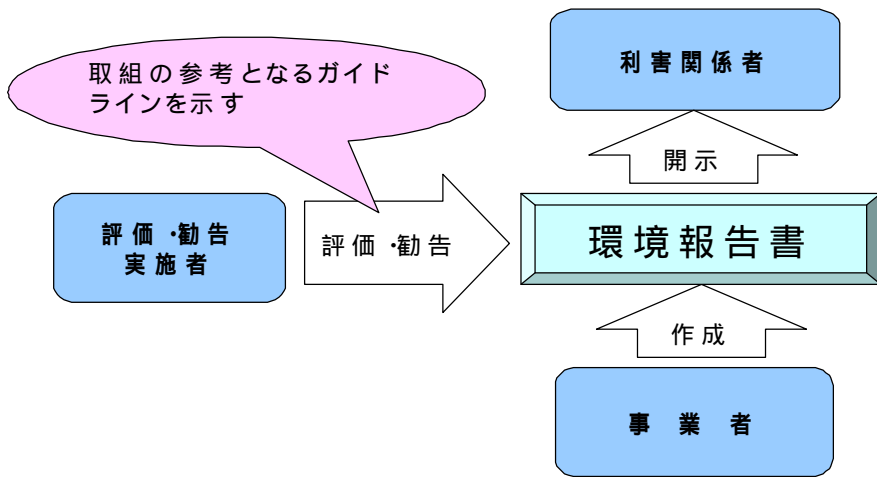 取組の参考となるガイド
ラインを示す
利害関係者
開示
評価・勧告
実施者
評価・勧告
環境報告書
作成
事業者